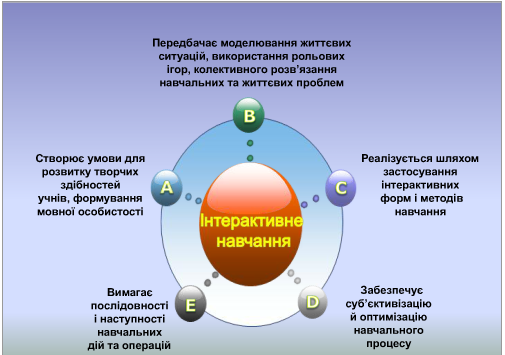 Передбачає моделювання життєвих
ситуацій, використання рольових
ігор, колективного розв’язання
навчальних та життєвих проблем
B
Створює умови для
розвитку творчих
здібностей
учнів, формування
мовної особистості
A
Реалізується шляхом
застосування
інтерактивних
форм і методів
навчання
C
Інтерактивне
навчання
Вимагає
послідовності
і наступності
навчальних
дій та операцій
E
Забезпечує
суб’єктивізацію
й оптимізацію
навчального
процесу
D